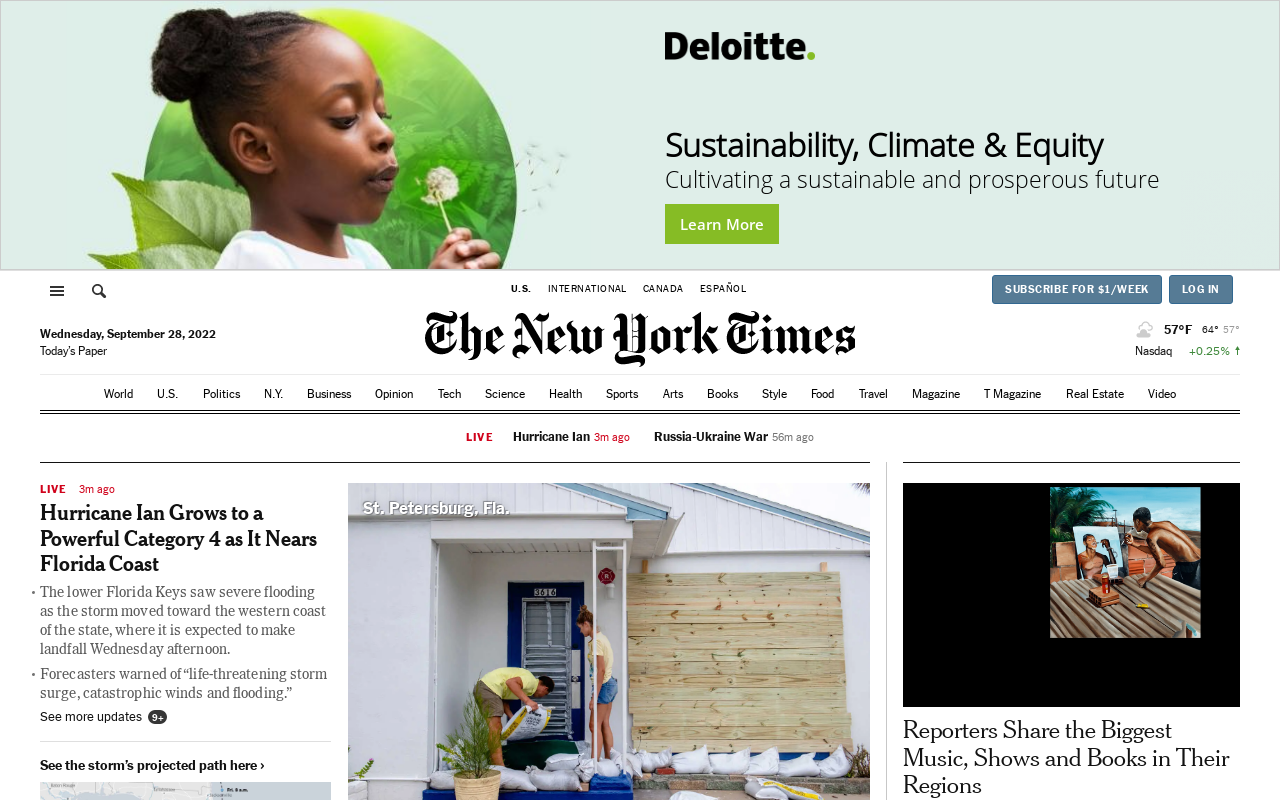 Deloitte.
Sustainability, Climate & Equity
Cultivating a sustainable and prosperous future
Learn More
U.S. INTERNATIONAL CANADA ESPAÑOL
SUBSCRIBE FOR $1/WEEK LOG IN
Wednesday, September 28, 2022
Today's Paper
The New York Times
57°F 64° 57°
Nasdaq +0.25%
World U.S. Politics N.Y. Business Opinion Tech Science Health Sports Arts Books Style Food Travel Magazine T Magazine Real Estate Video
LIVE Hurricane Ian 3m ago Russia-Ukraine War 56m ago
LIVE 3m ago
Hurricane Ian Grows to a
Powerful Category 4 as It Nears
Florida Coast
· The lower Florida Keys saw severe flooding
as the storm moved toward the western coast
of the state, where it is expected to make
landfall Wednesday afternoon.
· Forecasters warned of “life-threatening storm
surge, catastrophic winds and flooding.”
See more updates 9+
See the storm’s projected path here ›
Fri. 8 a.m.
St. Petersburg, Fla.
3616
Reporters Share the Biggest
Music, Shows and Books in Their
Regions